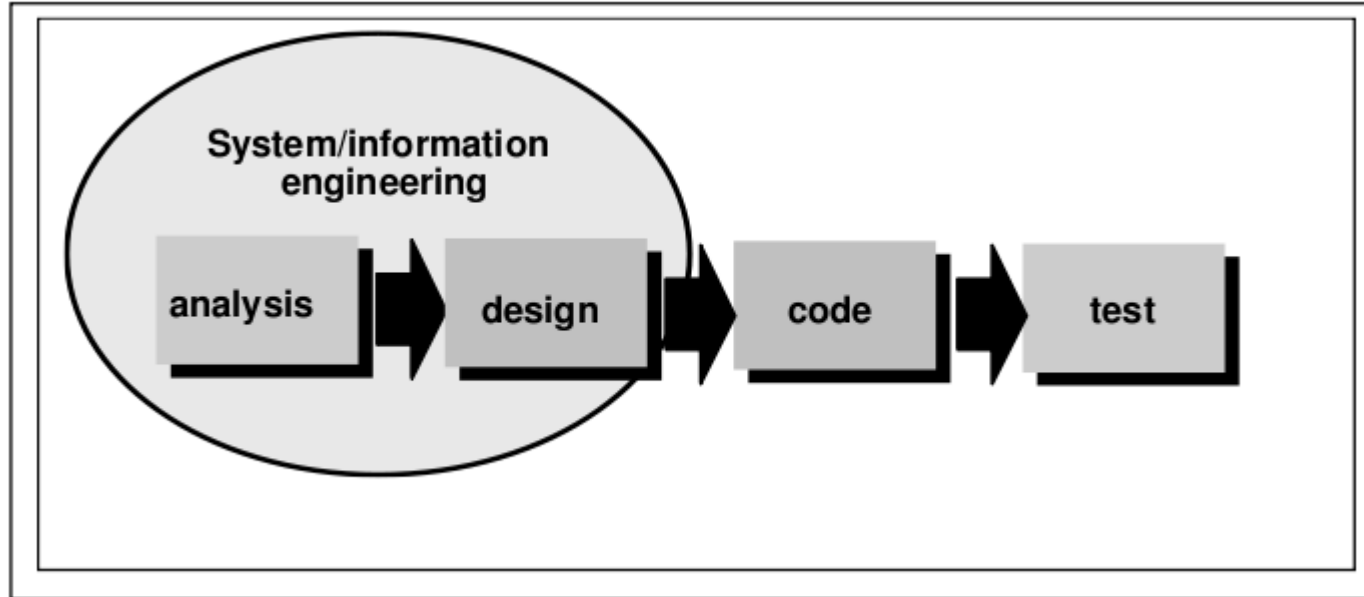 System/information
engineering
analysis
design
code
test